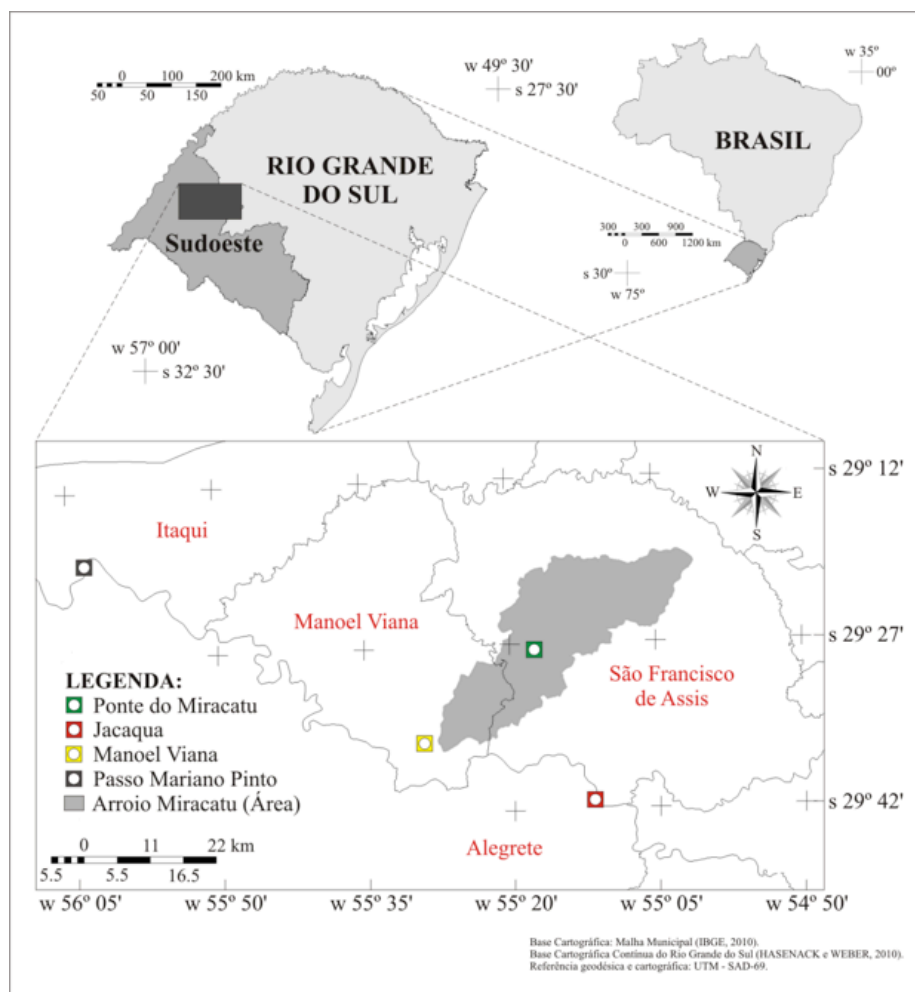 0 100 200 km
50 50 150
w 49º 30'
s 27º 30'
w 35º
00º
RIO GRANDE
DO SUL
BRASIL
Sudoeste
300 300 900
0 600 1200 km
s 30º
w 75º
w 57º 00'
s 32º 30'
N
W E
S
s 29º 12'
Itaqui
Manoel Viana
s 29º 27'
São Francisco
de Assis
LEGENDA:
Ponte do Miracatu
Jacaqua
Manoel Viana
Passo Mariano Pinto
Arroio Miracatu (Área)
s 29º 42'
Alegrete
0 11 22 km
5.5 5.5 16.5
w 56º 05' w 55º 50' w 55º 35' w 55º 20' w 55º 05' w 54º 50'
Base Cartográfica: Malha Municipal (IBGE, 2010).
Base Cartográfica Contínua do Rio Grande do Sul (HASENACK e WEBER, 2010).
Referência geodésica e cartográfica: UTM - SAD-69.